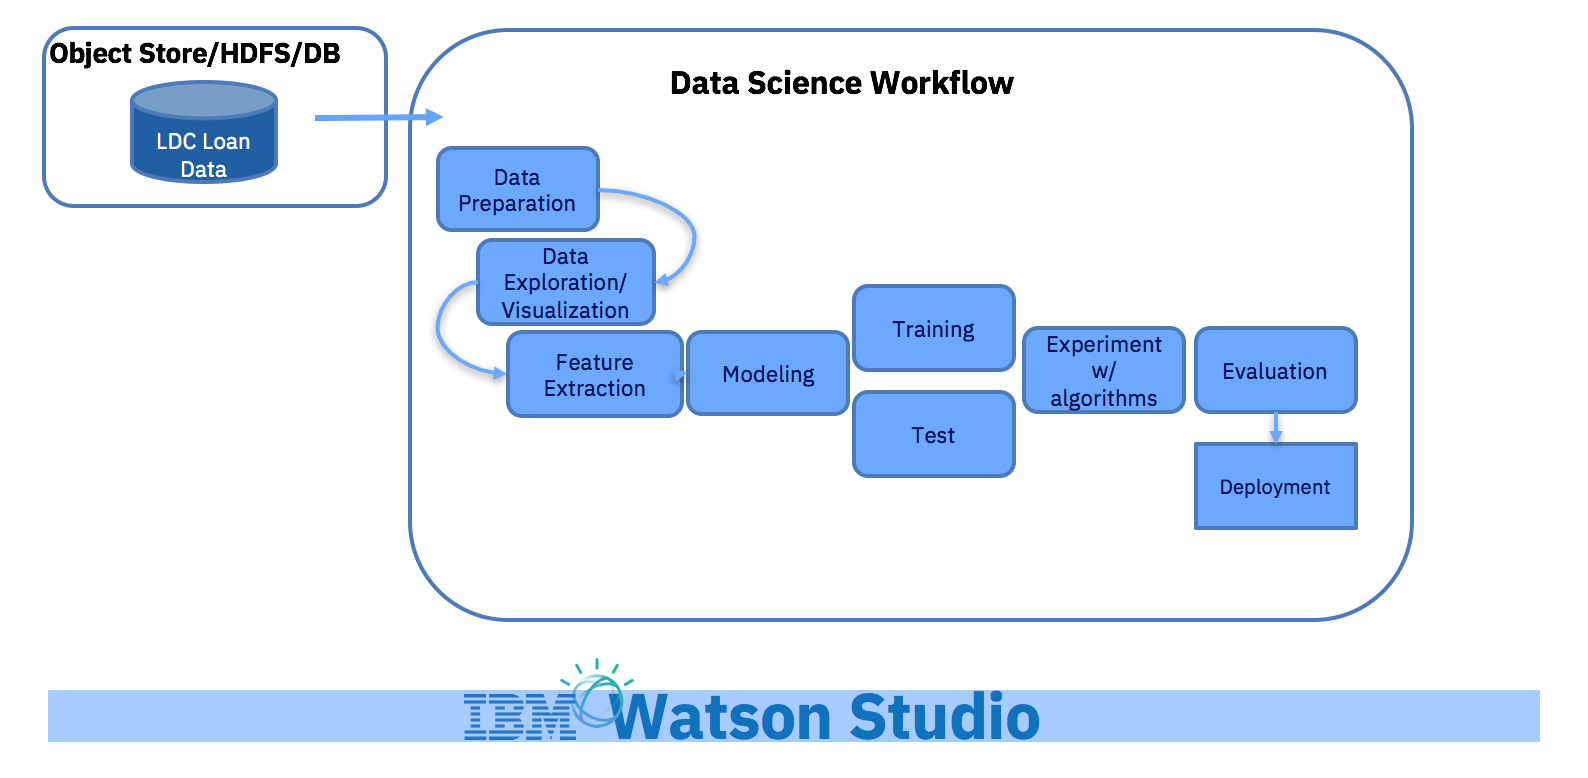 Object Store/HDFS/DB
LDC Loan
Data
Data Science Workflow
Data
Preparation
Data
Exploration/
Visualization
Feature
Extraction
Modeling
Training
Test
Experiment
w/
algorithms
Evaluation
Deployment
IBM Watson Studio